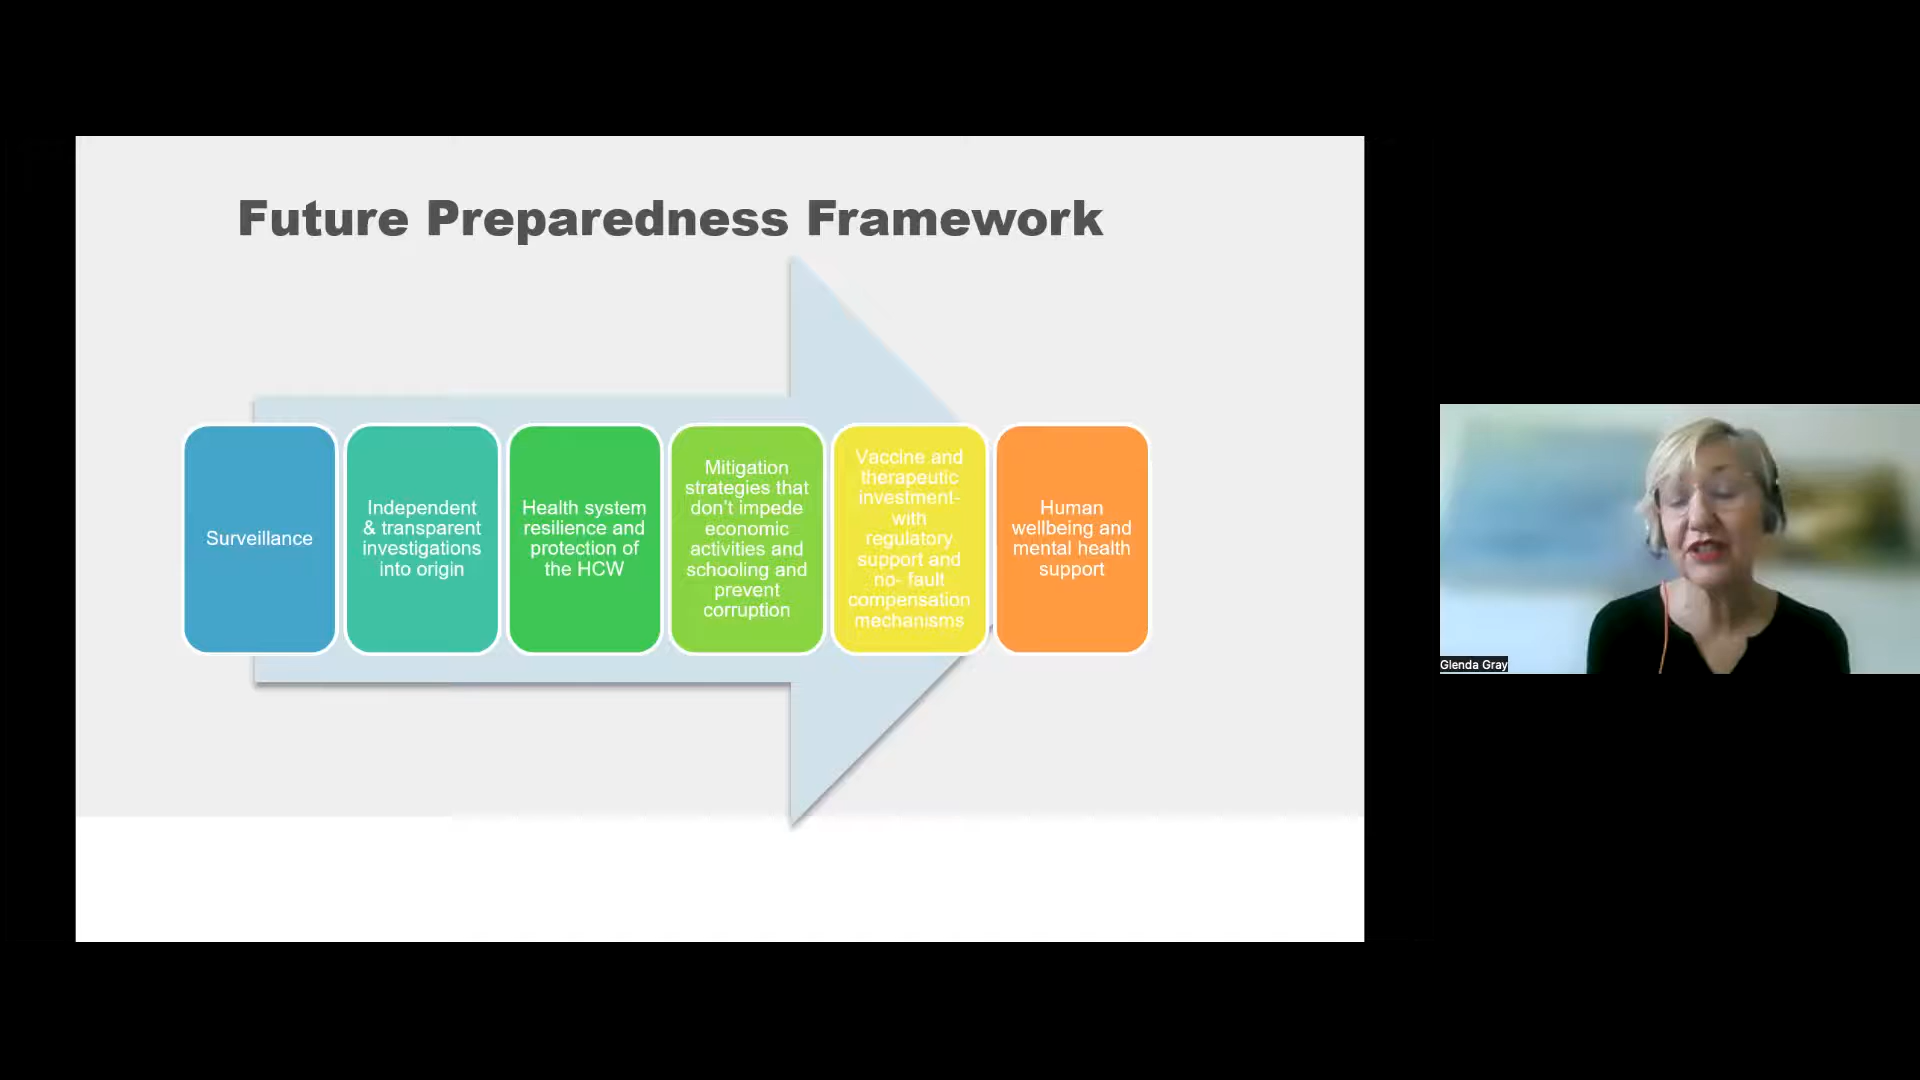 Future Preparedness Framework
Surveillance
Independent
& transparent
investigations
into origin
Health system
resilience and
protection of
the HCW
Mitigation
strategies that
don't impede
economic
activities and
schooling and
prevent
corruption
Vaccine and
therapeutic
investment-
with
regulatory
support and
no- fault
compensation
mechanisms
Human
wellbeing and
mental health
support
Glenda Gray